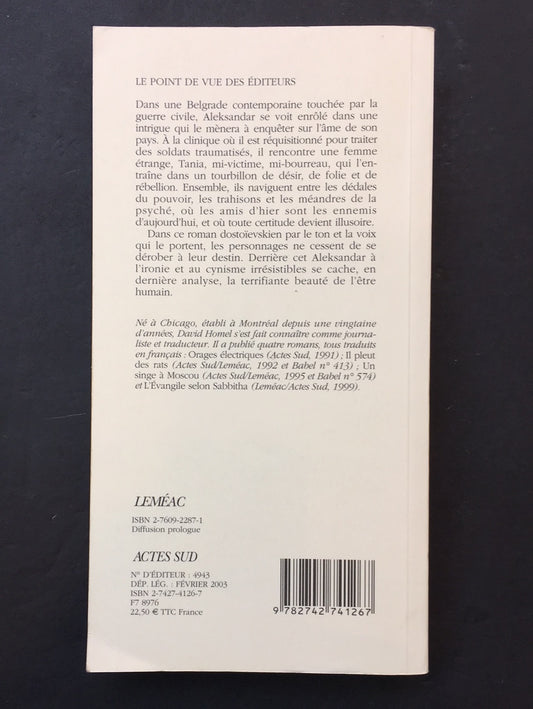 LE POINT DE VUE DES ÉDITEURS
Dans une Belgrade contemporaine touchée par la
guerre civile, Aleksandar se voit enrôlé dans une
intrigue qui le mènera à enquêter sur l'âme de son
pays. À la clinique où il est réquisitionné pour traiter
des soldats traumatisés, il rencontre une femme
étrange, Tania, mi-victime, mi-bourreau, qui l'en-
traîne dans un tourbillon de désir, de folie et de
rébellion. Ensemble, ils naviguent entre les dédales
du pouvoir, les trahisons et les méandres de la
psyché, où les amis d'hier sont les ennemis
d'aujourd'hui, et où toute certitude devient illusoire.
Dans ce roman dostoïevskien par le ton et la voix
qui le portent, les personnages ne cessent de se
dérober à leur destin. Derrière cet Aleksandar à
l'ironie et au cynisme irrésistibles se cache, en
dernière analyse, la terrifiante beauté de l'être
humain.
Né à Chicago, établi à Montréal depuis une vingtaine
d'années, David Homel s'est fait connaître comme journa-
liste et traducteur. Il a publié quatre romans, tous traduits
en français : Orages électriques (Actes Sud, 1991) ; Il pleut
des rats (Actes Sud/Leméac, 1992 et Babel n° 413) ; Un
singe à Moscou (Actes Sud/Leméac, 1995 et Babel n° 574)
et L'Évangile selon Sabbitha (Leméac/Actes Sud, 1999).
LEMÉAC
ISBN 2-7609-2287-1
Diffusion prologue
ACTES SUD
N° D'ÉDITEUR : 4943
DÉP. LÉG. : FÉVRIER 2003
ISBN 2-7427-4126-7
F7 8976
22,50 € TTC France
9 782742 741267